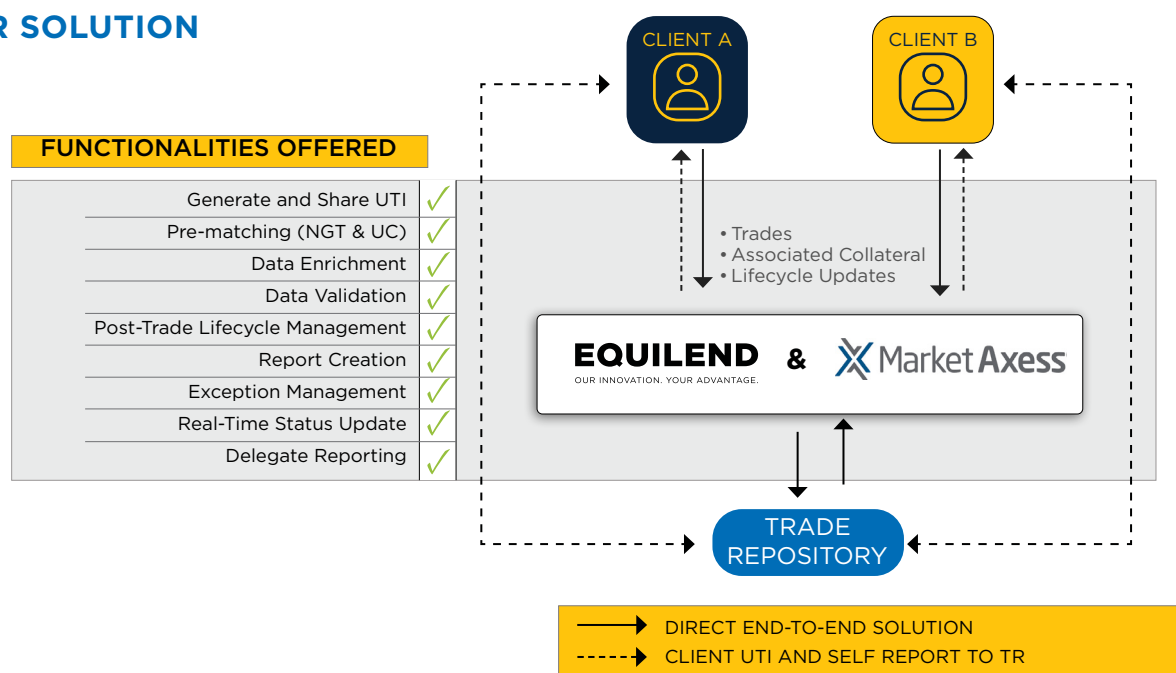 R SOLUTION
CLIENT A
CLIENT B
FUNCTIONALITIES OFFERED
Generate and Share UTI
Pre-matching (NGT & UC)
Data Enrichment
Data Validation
Post-Trade Lifecycle Management
Report Creation
Exception Management
Real-Time Status Update
Delegate Reporting
• Trades
• Associated Collateral
• Lifecycle Updates
EQUILEND & MarketAxess
OUR INNOVATION. YOUR ADVANTAGE.
TRADE
REPOSITORY
DIRECT END-TO-END SOLUTION
CLIENT UTI AND SELF REPORT TO TR